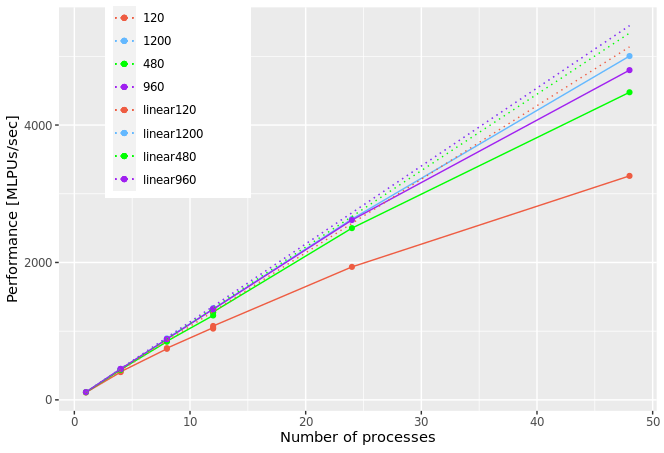 120
1200
480
960
linear120
linear1200
linear480
linear960
Performance [MLPUs/sec]
4000
2000
0
0 10 20 30 40 50
Number of processes